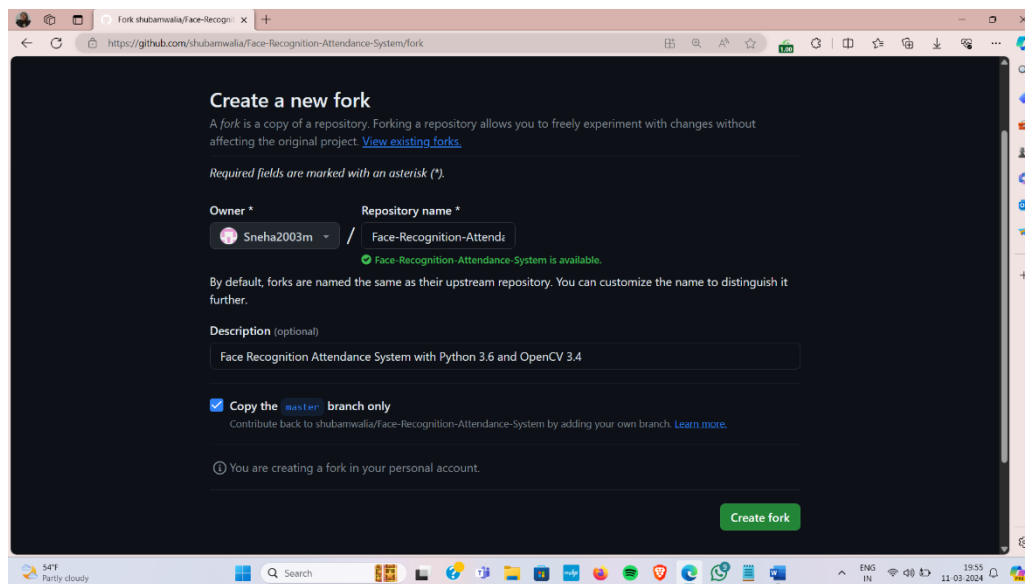 Fork shubamwalia/Face-Recognit
https://github.com/shubamwalia/Face-Recognition-Attendance-System/fork
1.00
Create a new fork
A fork is a copy of a repository. Forking a repository allows you to freely experiment with changes without
affecting the original project. View existing forks.
Required fields are marked with an asterisk (*).
Owner * Repository name *
Sneha2003m / Face-Recognition-Attenda
Face-Recognition-Attendance-System is available.
By default, forks are named the same as their upstream repository. You can customize the name to distinguish it
further.
Description (optional)
Face Recognition Attendance System with Python 3.6 and OpenCV 3.4
Copy the master branch only
Contribute back to shubamwalia/Face-Recognition-Attendance-System by adding your own branch. Learn more.
You are creating a fork in your personal account.
Create fork
54°F
Partly cloudy
Search
ENG
IN
19:55
11-03-2024